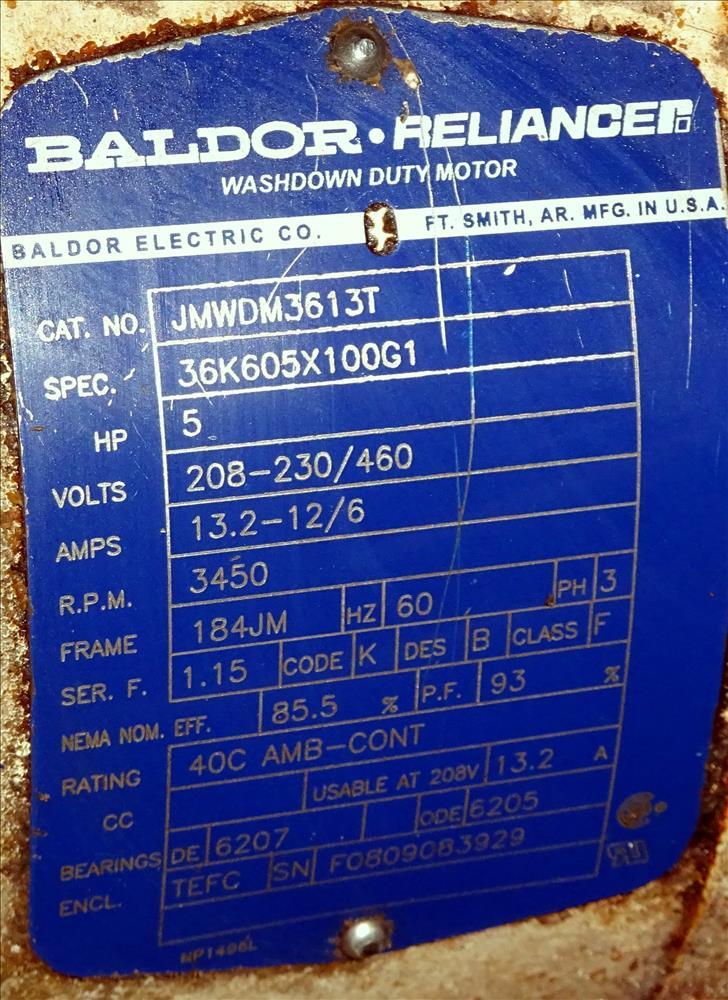 BALDOR • RELIANCER
WASHDOWN DUTY MOTOR
BALDOR ELECTRIC CO. FT. SMITH, AR. MFG. IN U.S.A.
CAT. NO. JMWDM3613T
SPEC. 36K605X100G1
HP 5
VOLTS 208-230/460
AMPS 13.2-12/6
R.P.M. 3450
FRAME 184JM HZ 60 PH 3
SER. F. 1.15 CODE K DES B CLASS F
NEMA NOM. EFF. 85.5 % P.F. 93 %
RATING 40C AMB-CONT
CC USABLE AT 208V 13.2 A
BEARINGS DE 6207 ODE 6205
ENCL. TEFC SN F0809083929
NP1406L